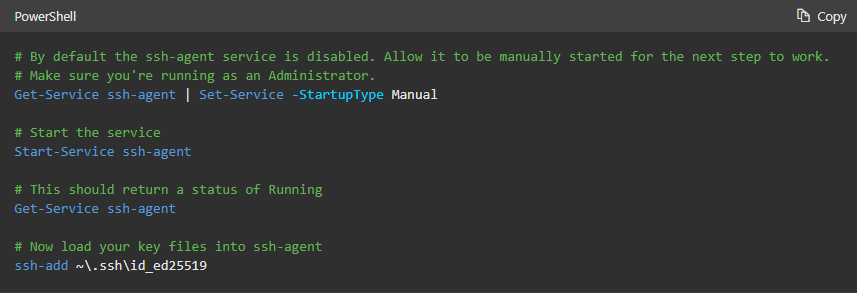 PowerShell
Copy
# By default the ssh-agent service is disabled. Allow it to be manually started for the next step to work.
# Make sure you're running as an Administrator.
Get-Service ssh-agent | Set-Service -StartupType Manual
# Start the service
Start-Service ssh-agent
# This should return a status of Running
Get-Service ssh-agent
# Now load your key files into ssh-agent
ssh-add ~\.ssh\id_ed25519